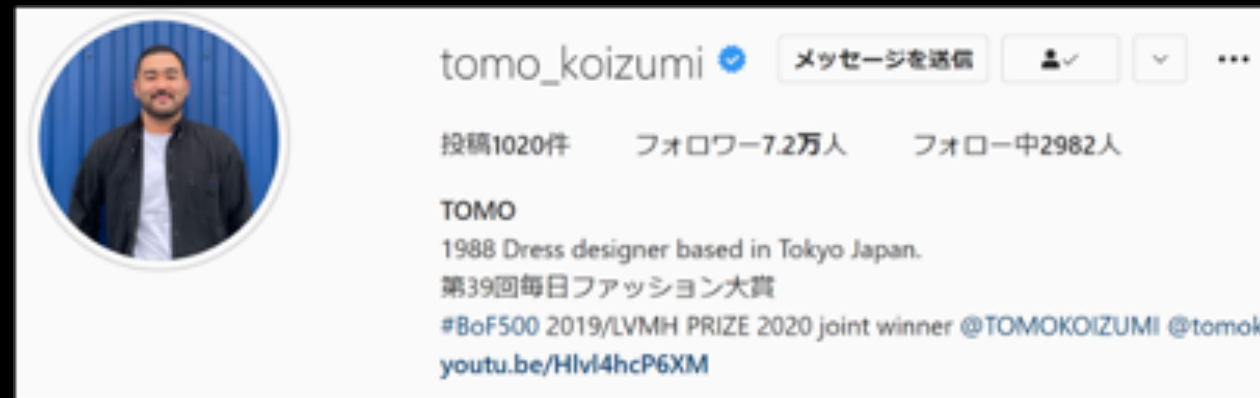 tomo_koizumi メッセージを送信
投稿1020件 フォロワー7.2万人 フォロー中2982人
TOMO
1988 Dress designer based in Tokyo Japan.
第39回毎日ファッション大賞
#BoF500 2019/LVMH PRIZE 2020 joint winner @TOMOKOIZUMI @tomok
youtu.be/HIvl4hcP6XM